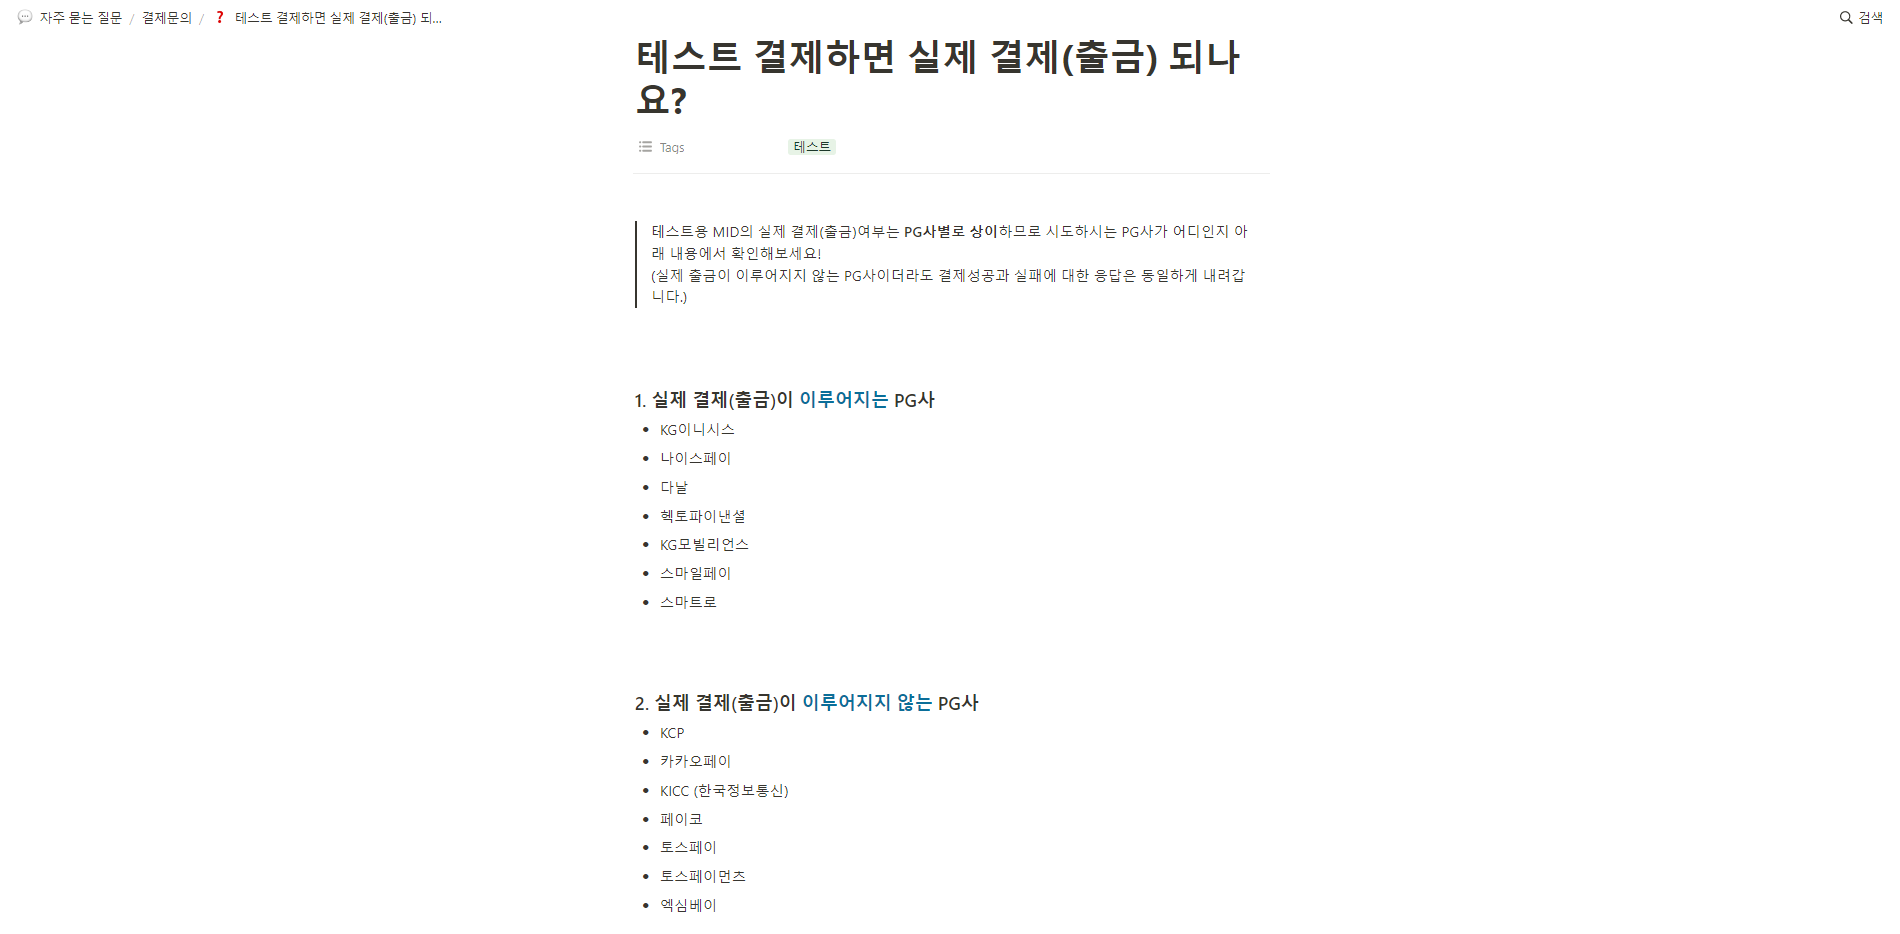 자주 묻는 질문 / 결제문의 / ❓ 테스트 결제하면 실제 결제(출금) 되...
검색
테스트 결제하면 실제 결제(출금) 되나
요?
Tags 테스트
테스트용 MID의 실제 결제(출금)여부는 PG사별로 상이하므로 시도하시는 PG사가 어디인지 아
래 내용에서 확인해보세요!
(실제 출금이 이루어지지 않는 PG사이더라도 결제성공과 실패에 대한 응답은 동일하게 내려갑
니다.)
1. 실제 결제(출금)이 이루어지는 PG사
• KG이니시스
• 나이스페이
• 다날
• 헥토파이낸셜
• KG모빌리언스
• 스마일페이
• 스마트로
2. 실제 결제(출금)이 이루어지지 않는 PG사
• KCP
• 카카오페이
• KICC (한국정보통신)
• 페이코
• 토스페이
• 토스페이먼츠
• 엑심베이